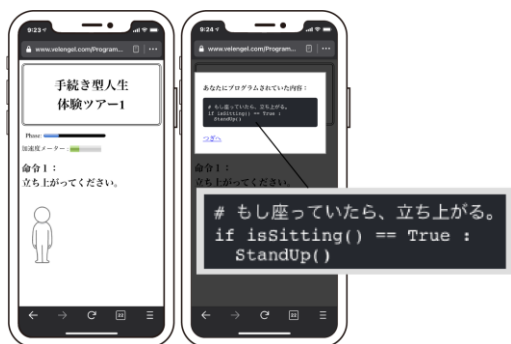 9:23
www.velengel.com/Program...
手続き型人生
体験ツアー1
Phase
加速度メーター:
命令1:
立ち上がってください。
9:24
www.velengel.com/Program...
あなたにプログラムされていた内容:
# もし座っていたら、立ち上がる。
if isSitting() == True :
StandUp()
つぎへ
命令1:
立ち上がってください。
# もし座っていたら、立ち上がる。
if isSitting() == True :
StandUp()